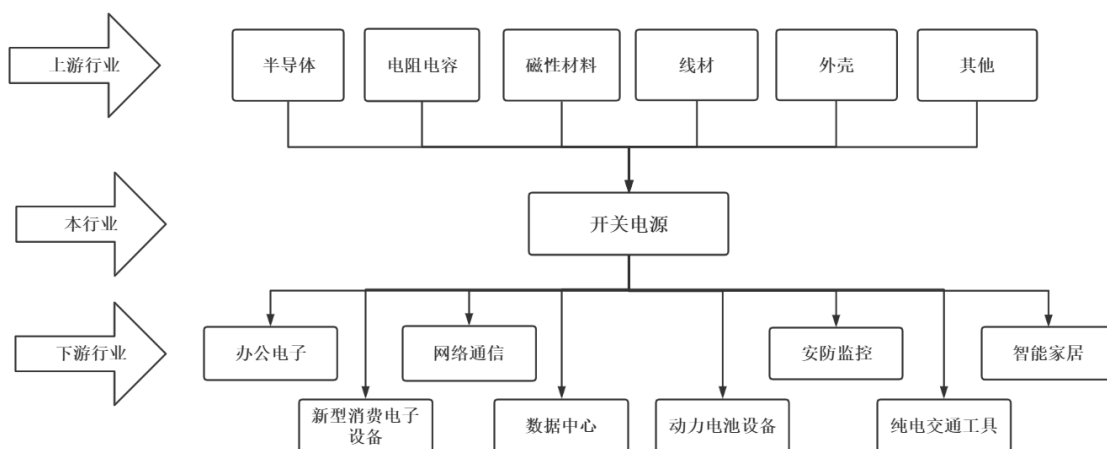 上游行业
半导体
电阻电容
磁性材料
线材
外壳
其他
本行业
开关电源
下游行业
办公电子
网络通信
安防监控
智能家居
新型消费电子
设备
数据中心
动力电池设备
纯电交通工具